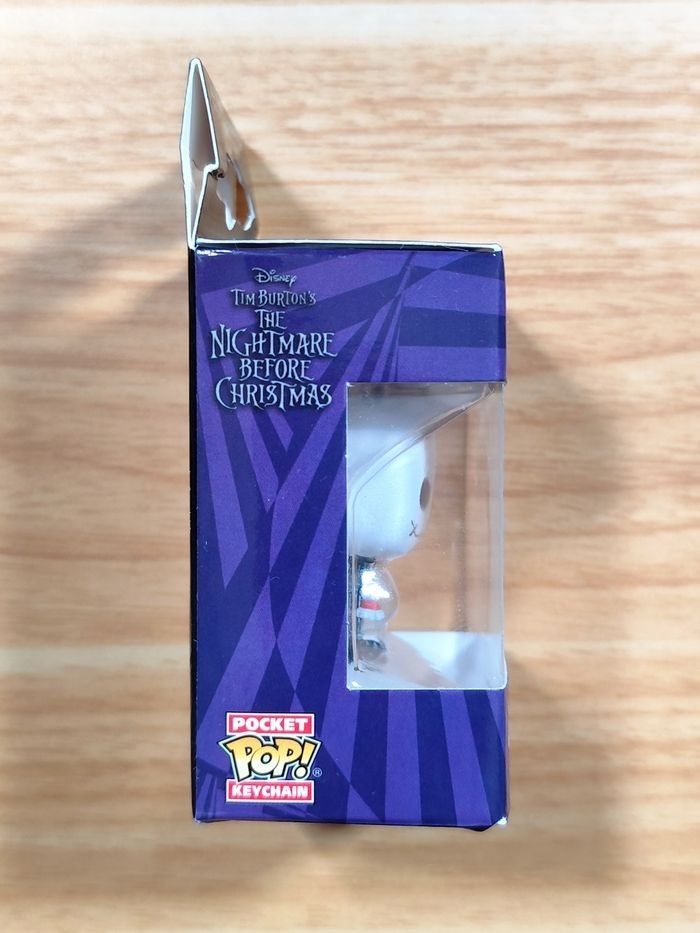 Disney
TIM BURTON'S
THE
NIGHTMARE
BEFORE
CHRISTMAS
POCKET
POP!®
KEYCHAIN